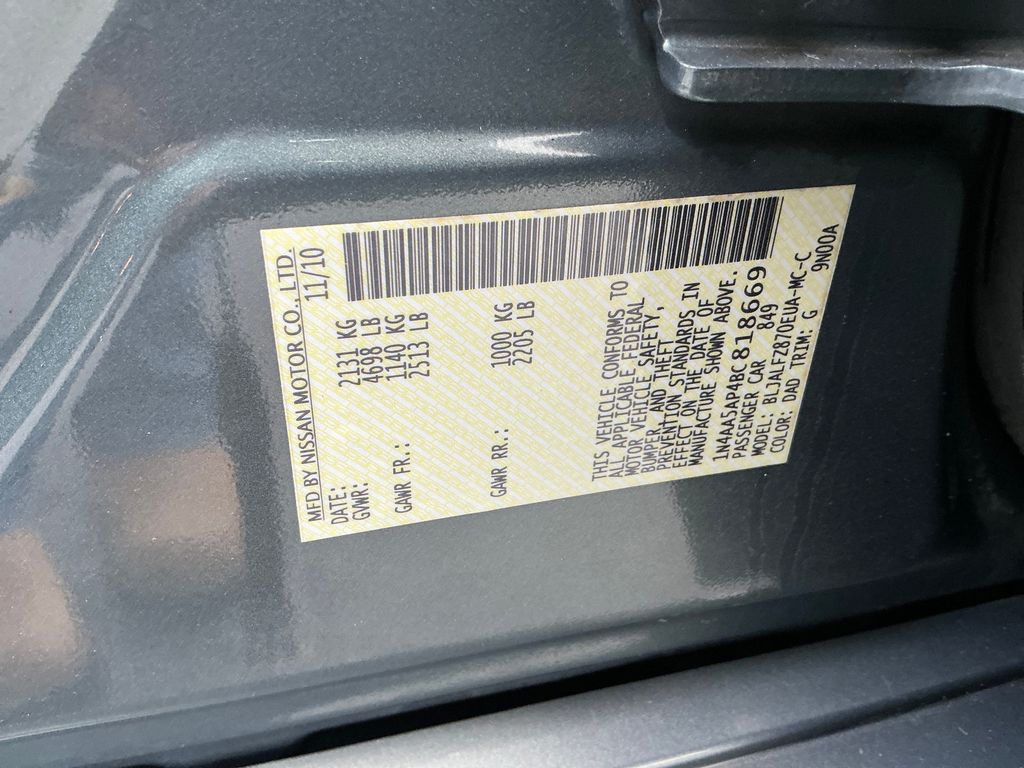 MFD BY NISSAN MOTOR CO., LTD.
DATE: 11/10
GVWR: 2131 KG
4698 LB
GAWR FR.: 1140 KG
2513 LB
GAWR RR.: 1000 KG
2205 LB
THIS VEHICLE CONFORMS TO
ALL APPLICABLE FEDERAL
MOTOR VEHICLE SAFETY,
BUMPER, AND THEFT
PREVENTION STANDARDS IN
EFFECT ON THE DATE OF
MANUFACTURE SHOWN ABOVE.
1N4AA5AP4BC818669
PASSENGER CAR 849
MODEL: BLJALFZ870EUA-MC-C
COLOR: DAD TRIM: G 9N00A